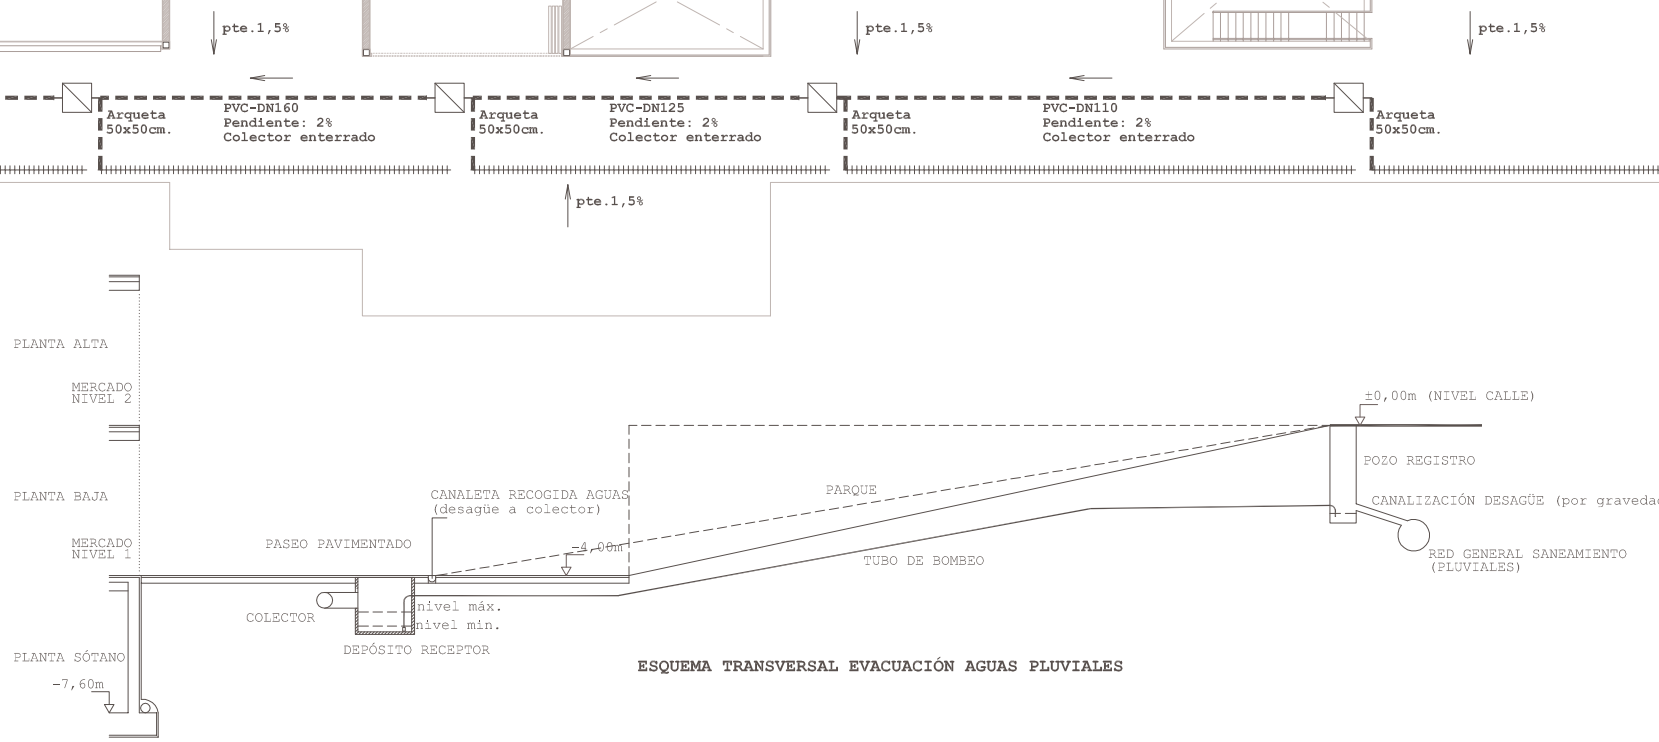 pte.1,5%
pte.1,5%
pte.1,5%
Arqueta
50x50cm.
PVC-DN160
Pendiente: 2%
Colector enterrado
Arqueta
50x50cm.
PVC-DN125
Pendiente: 2%
Colector enterrado
Arqueta
50x50cm.
PVC-DN110
Pendiente: 2%
Colector enterrado
Arqueta
50x50cm.
pte.1,5%
PLANTA ALTA
MERCADO
NIVEL 2
±0,00m (NIVEL CALLE)
POZO REGISTRO
PLANTA BAJA
CANALETA RECOGIDA AGUAS
(desagüe a colector)
PARQUE
CANALIZACIÓN DESAGÜE (por gravedad
MERCADO
NIVEL 1
PASEO PAVIMENTADO
-4,00m
TUBO DE BOMBEO
RED GENERAL SANEAMIENTO
(PLUVIALES)
COLECTOR
nivel máx.
nivel min.
DEPÓSITO RECEPTOR
PLANTA SÓTANO
-7,60m
ESQUEMA TRANSVERSAL EVACUACIÓN AGUAS PLUVIALES